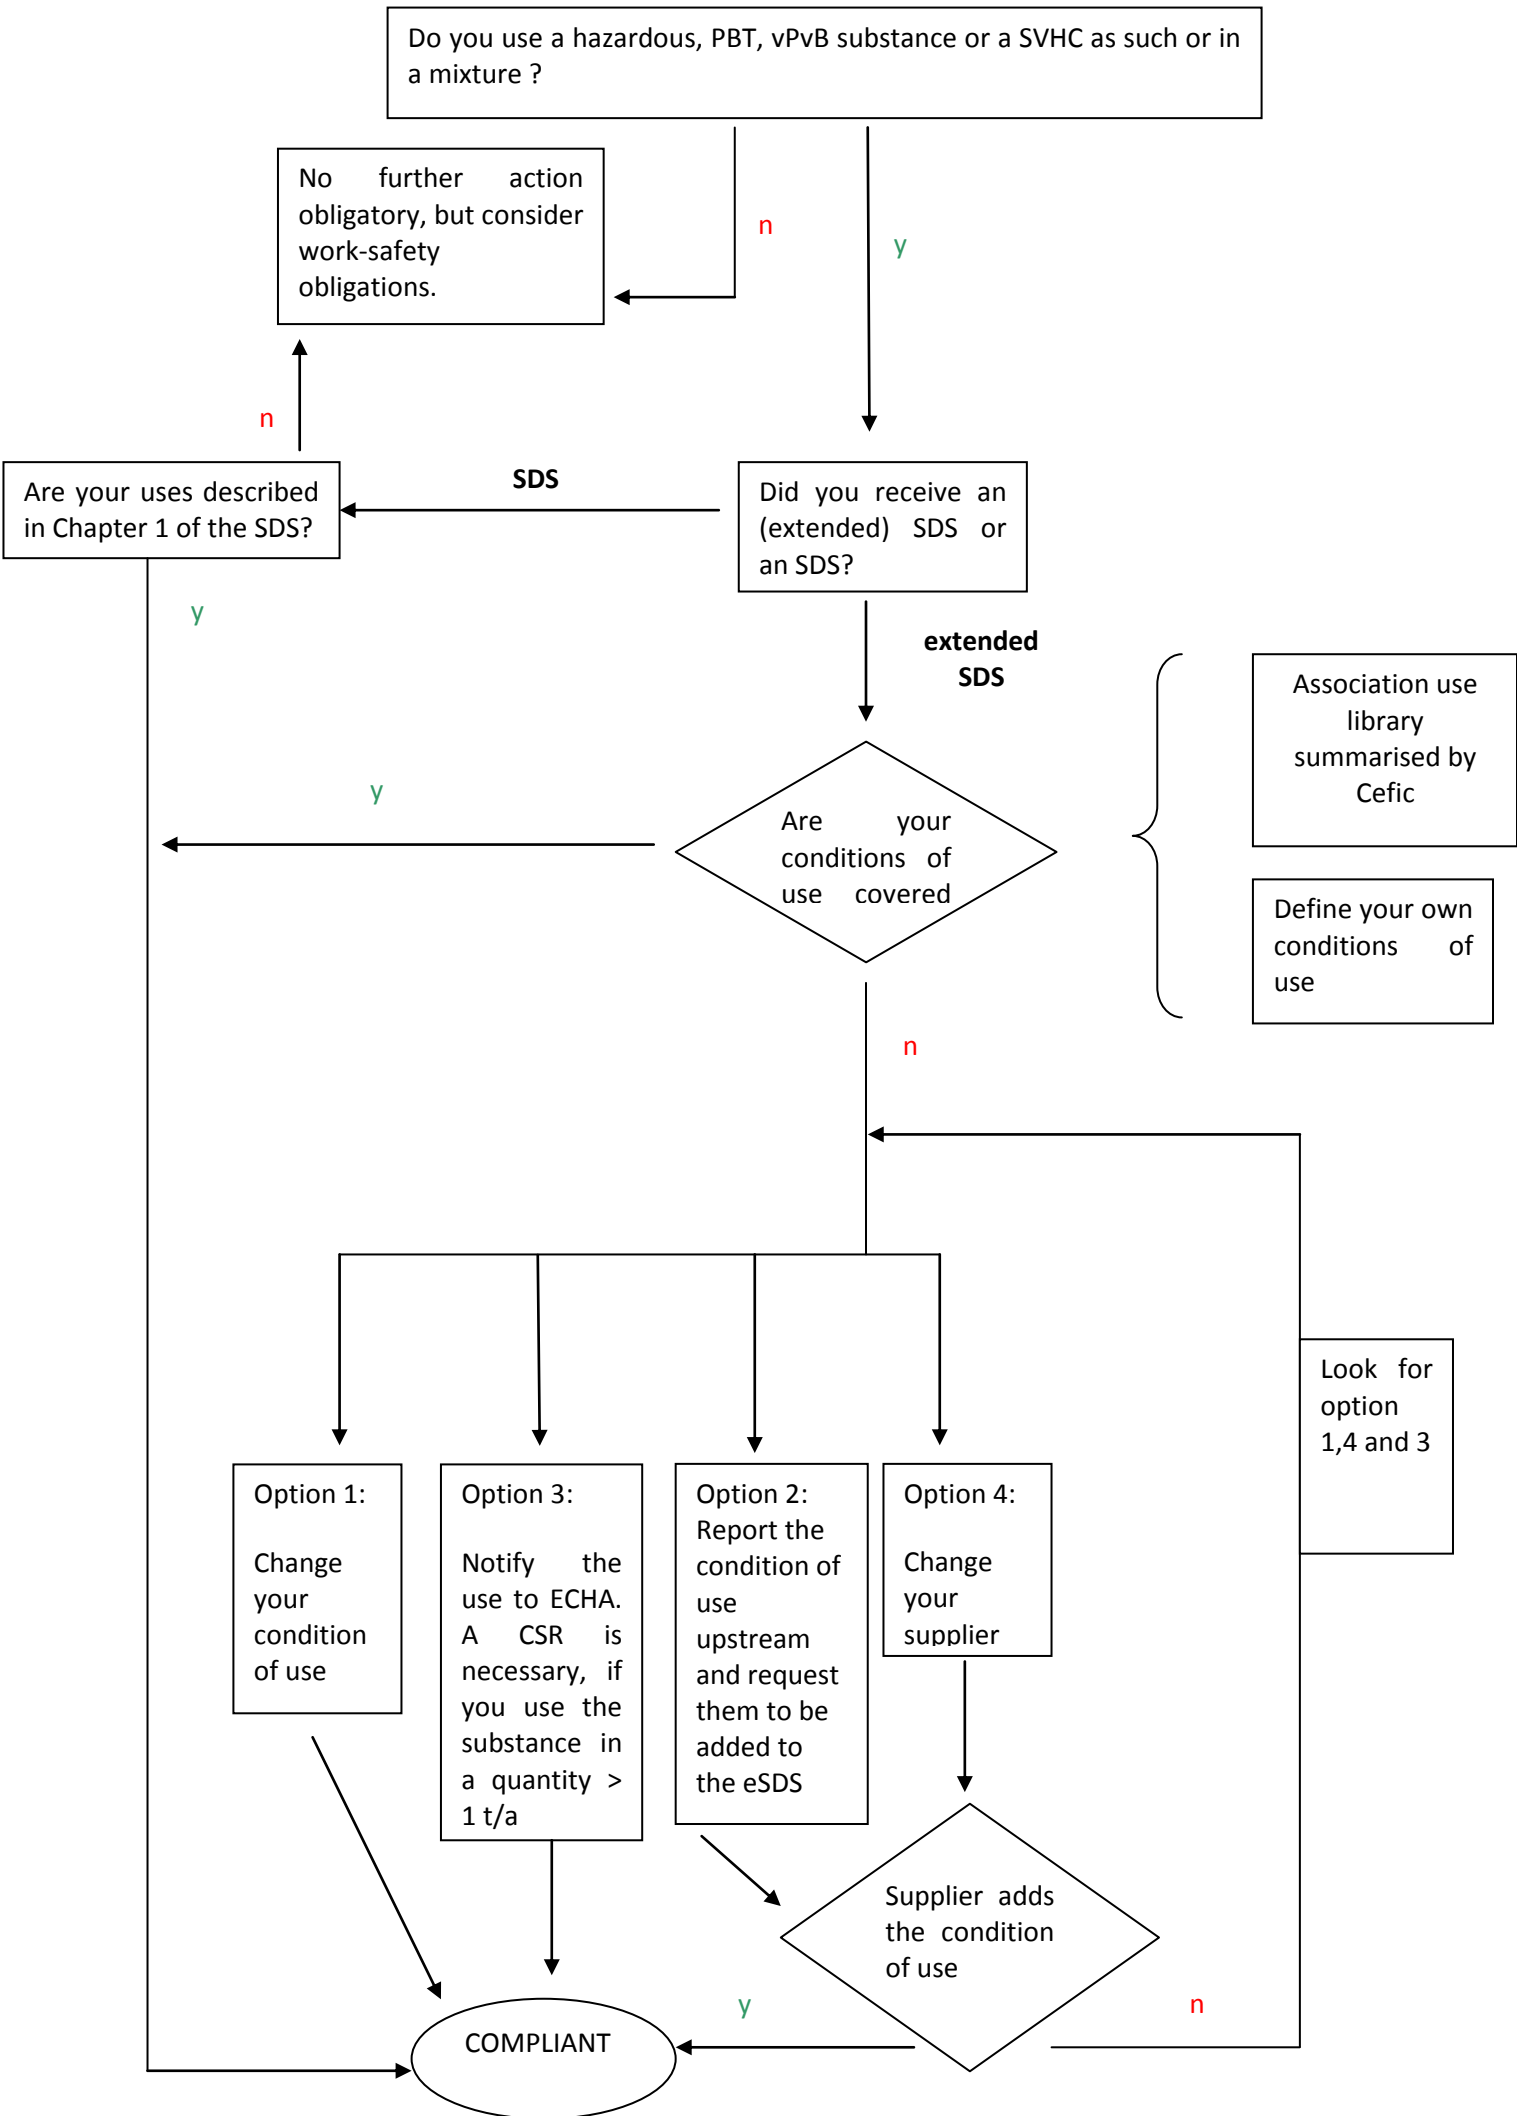 Do you use a hazardous, PBT, vPvB substance or a SVHC as such or in
a mixture ?
No further action
obligatory, but consider
work-safety
obligations.
n
y
n
Are your uses described
in Chapter 1 of the SDS?
SDS
Did you receive an
(extended) SDS or
an SDS?
y
extended
SDS
Association use
library
summarised by
Cefic
y
Are your
conditions of
use covered
Define your own
conditions of
use
n
Look for
option
1,4 and 3
Option 1:
Change
your
condition
of use
Option 3:
Notify the
use to ECHA.
A CSR is
necessary, if
you use the
substance in
a quantity >
1 t/a
Option 2:
Report the
condition of
use
upstream
and request
them to be
added to
the eSDS
Option 4:
Change
your
supplier
Supplier adds
the condition
of use
y
n
COMPLIANT